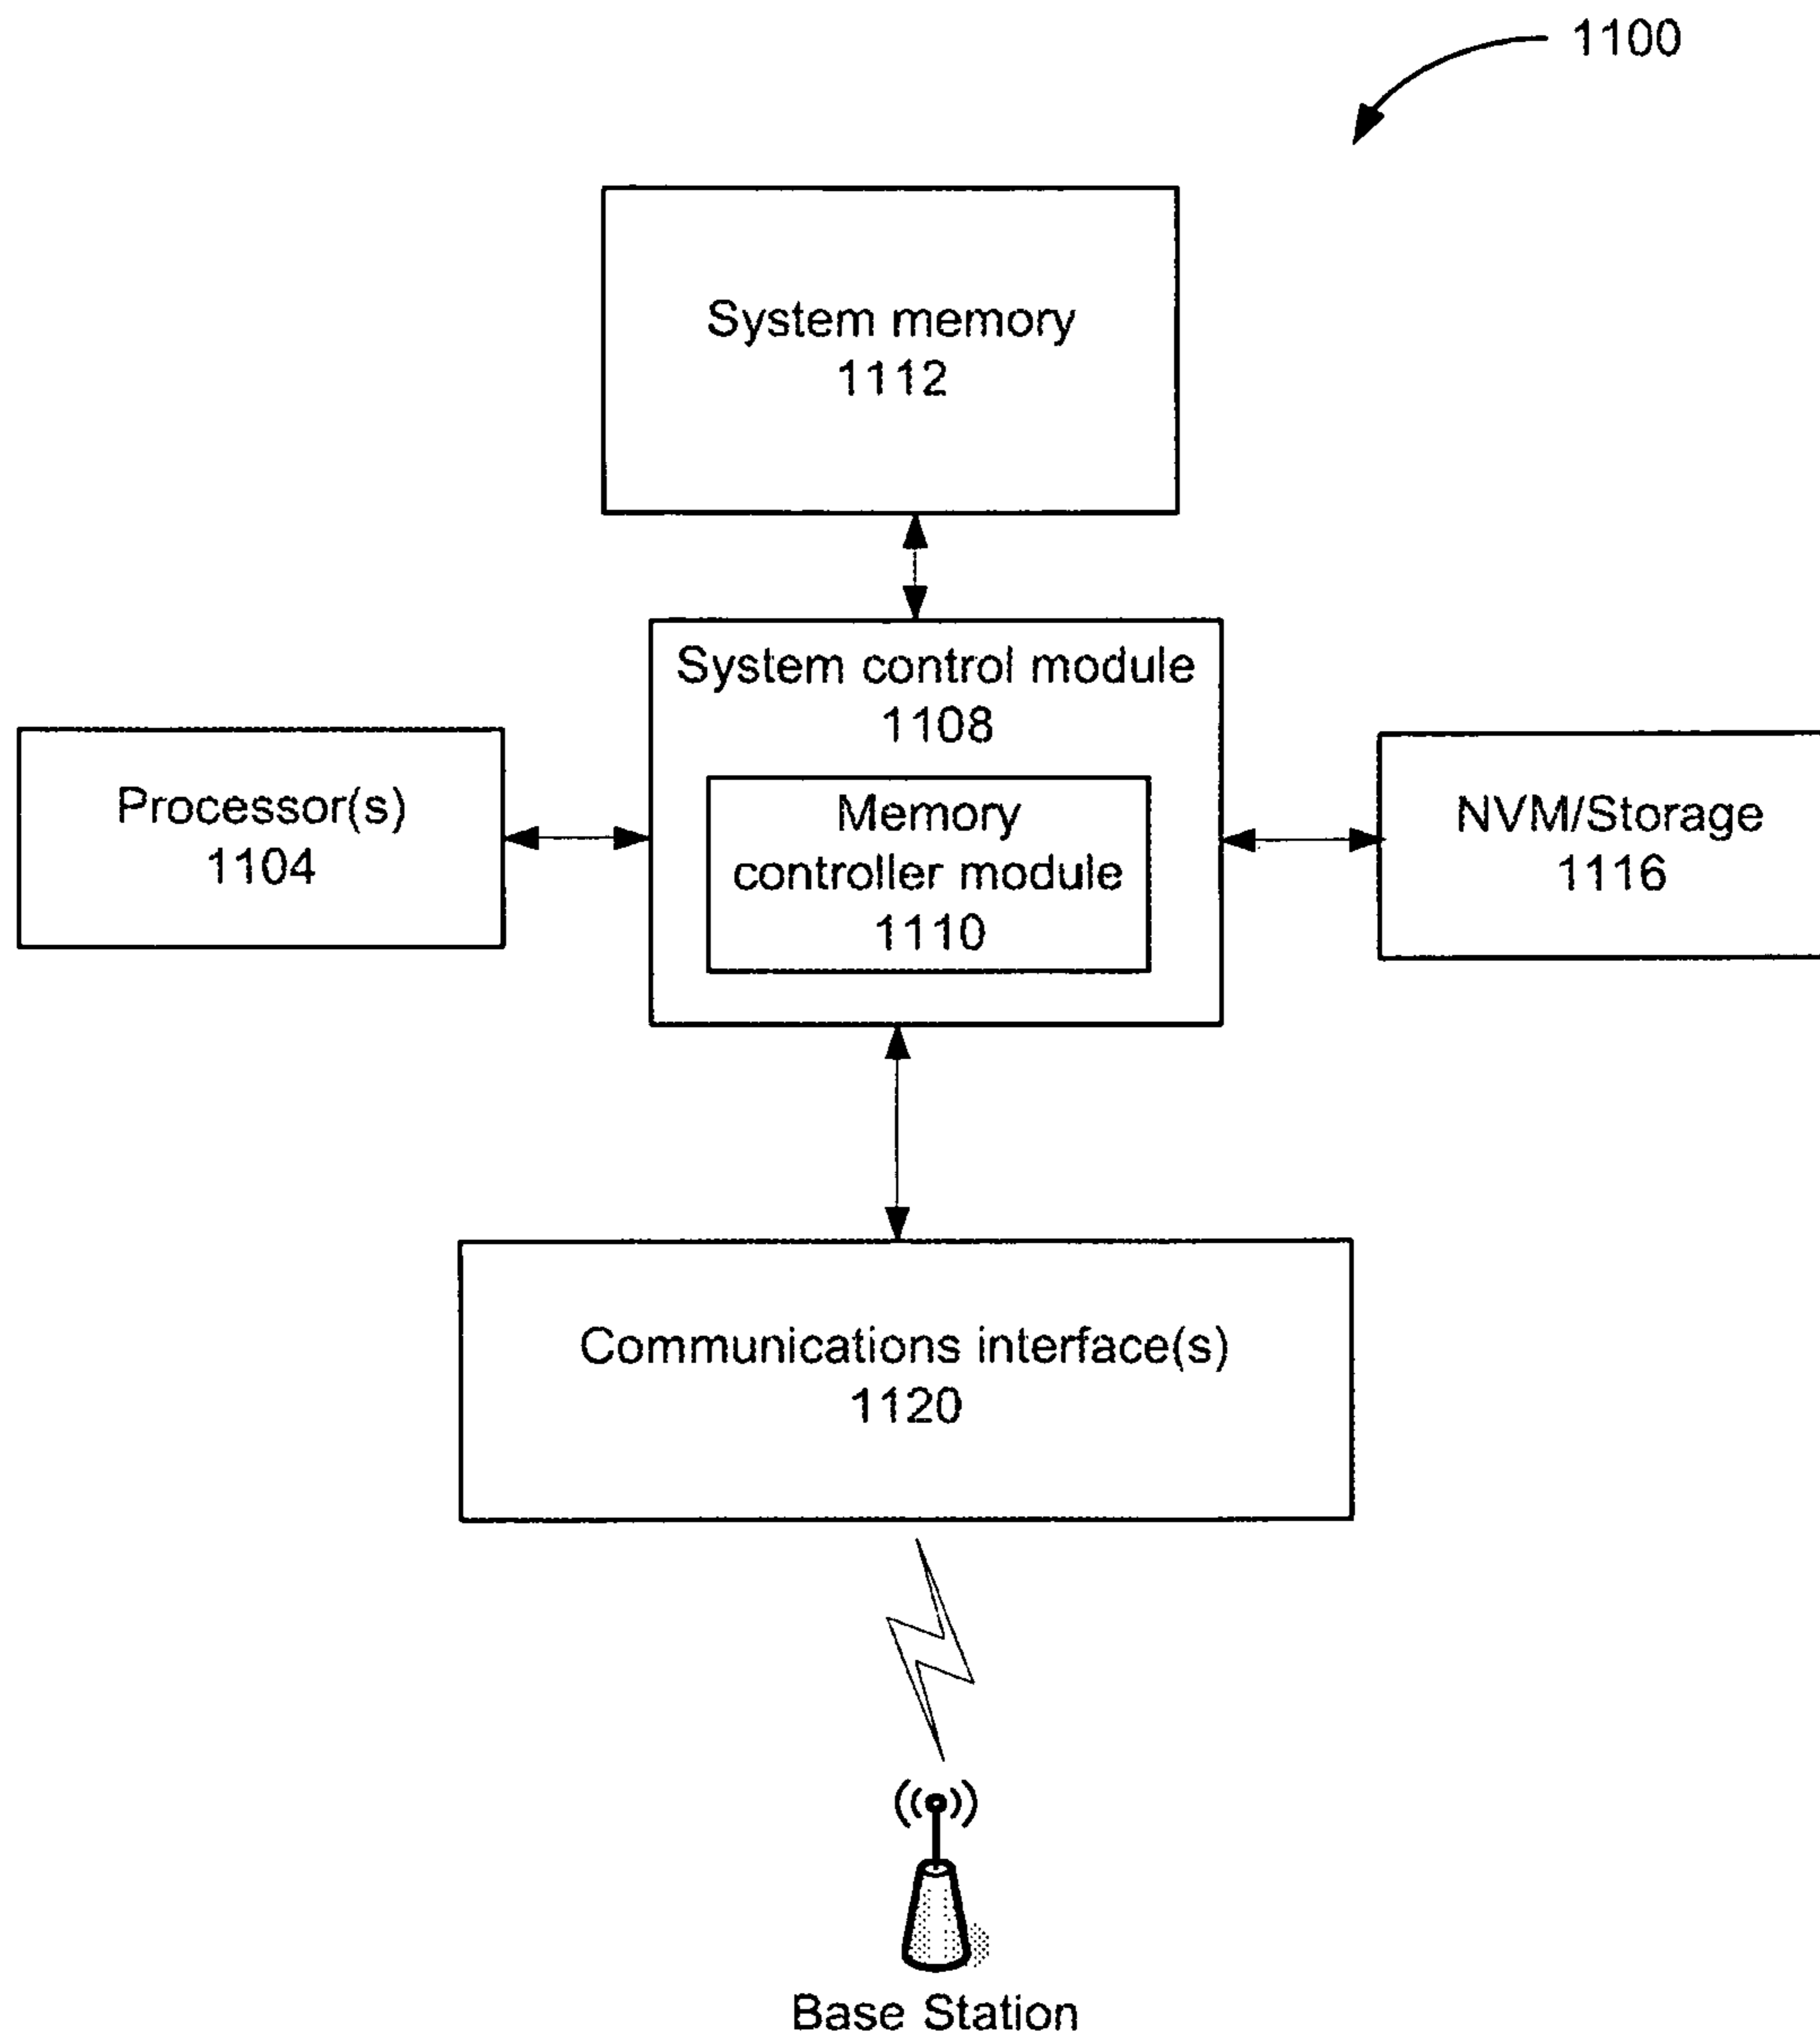 1100
System memory
1112
System control module
1108
Processor(s)
1104
Memory
controller module
1110
NVM/Storage
1116
Communications interface(s)
1120
Base Station